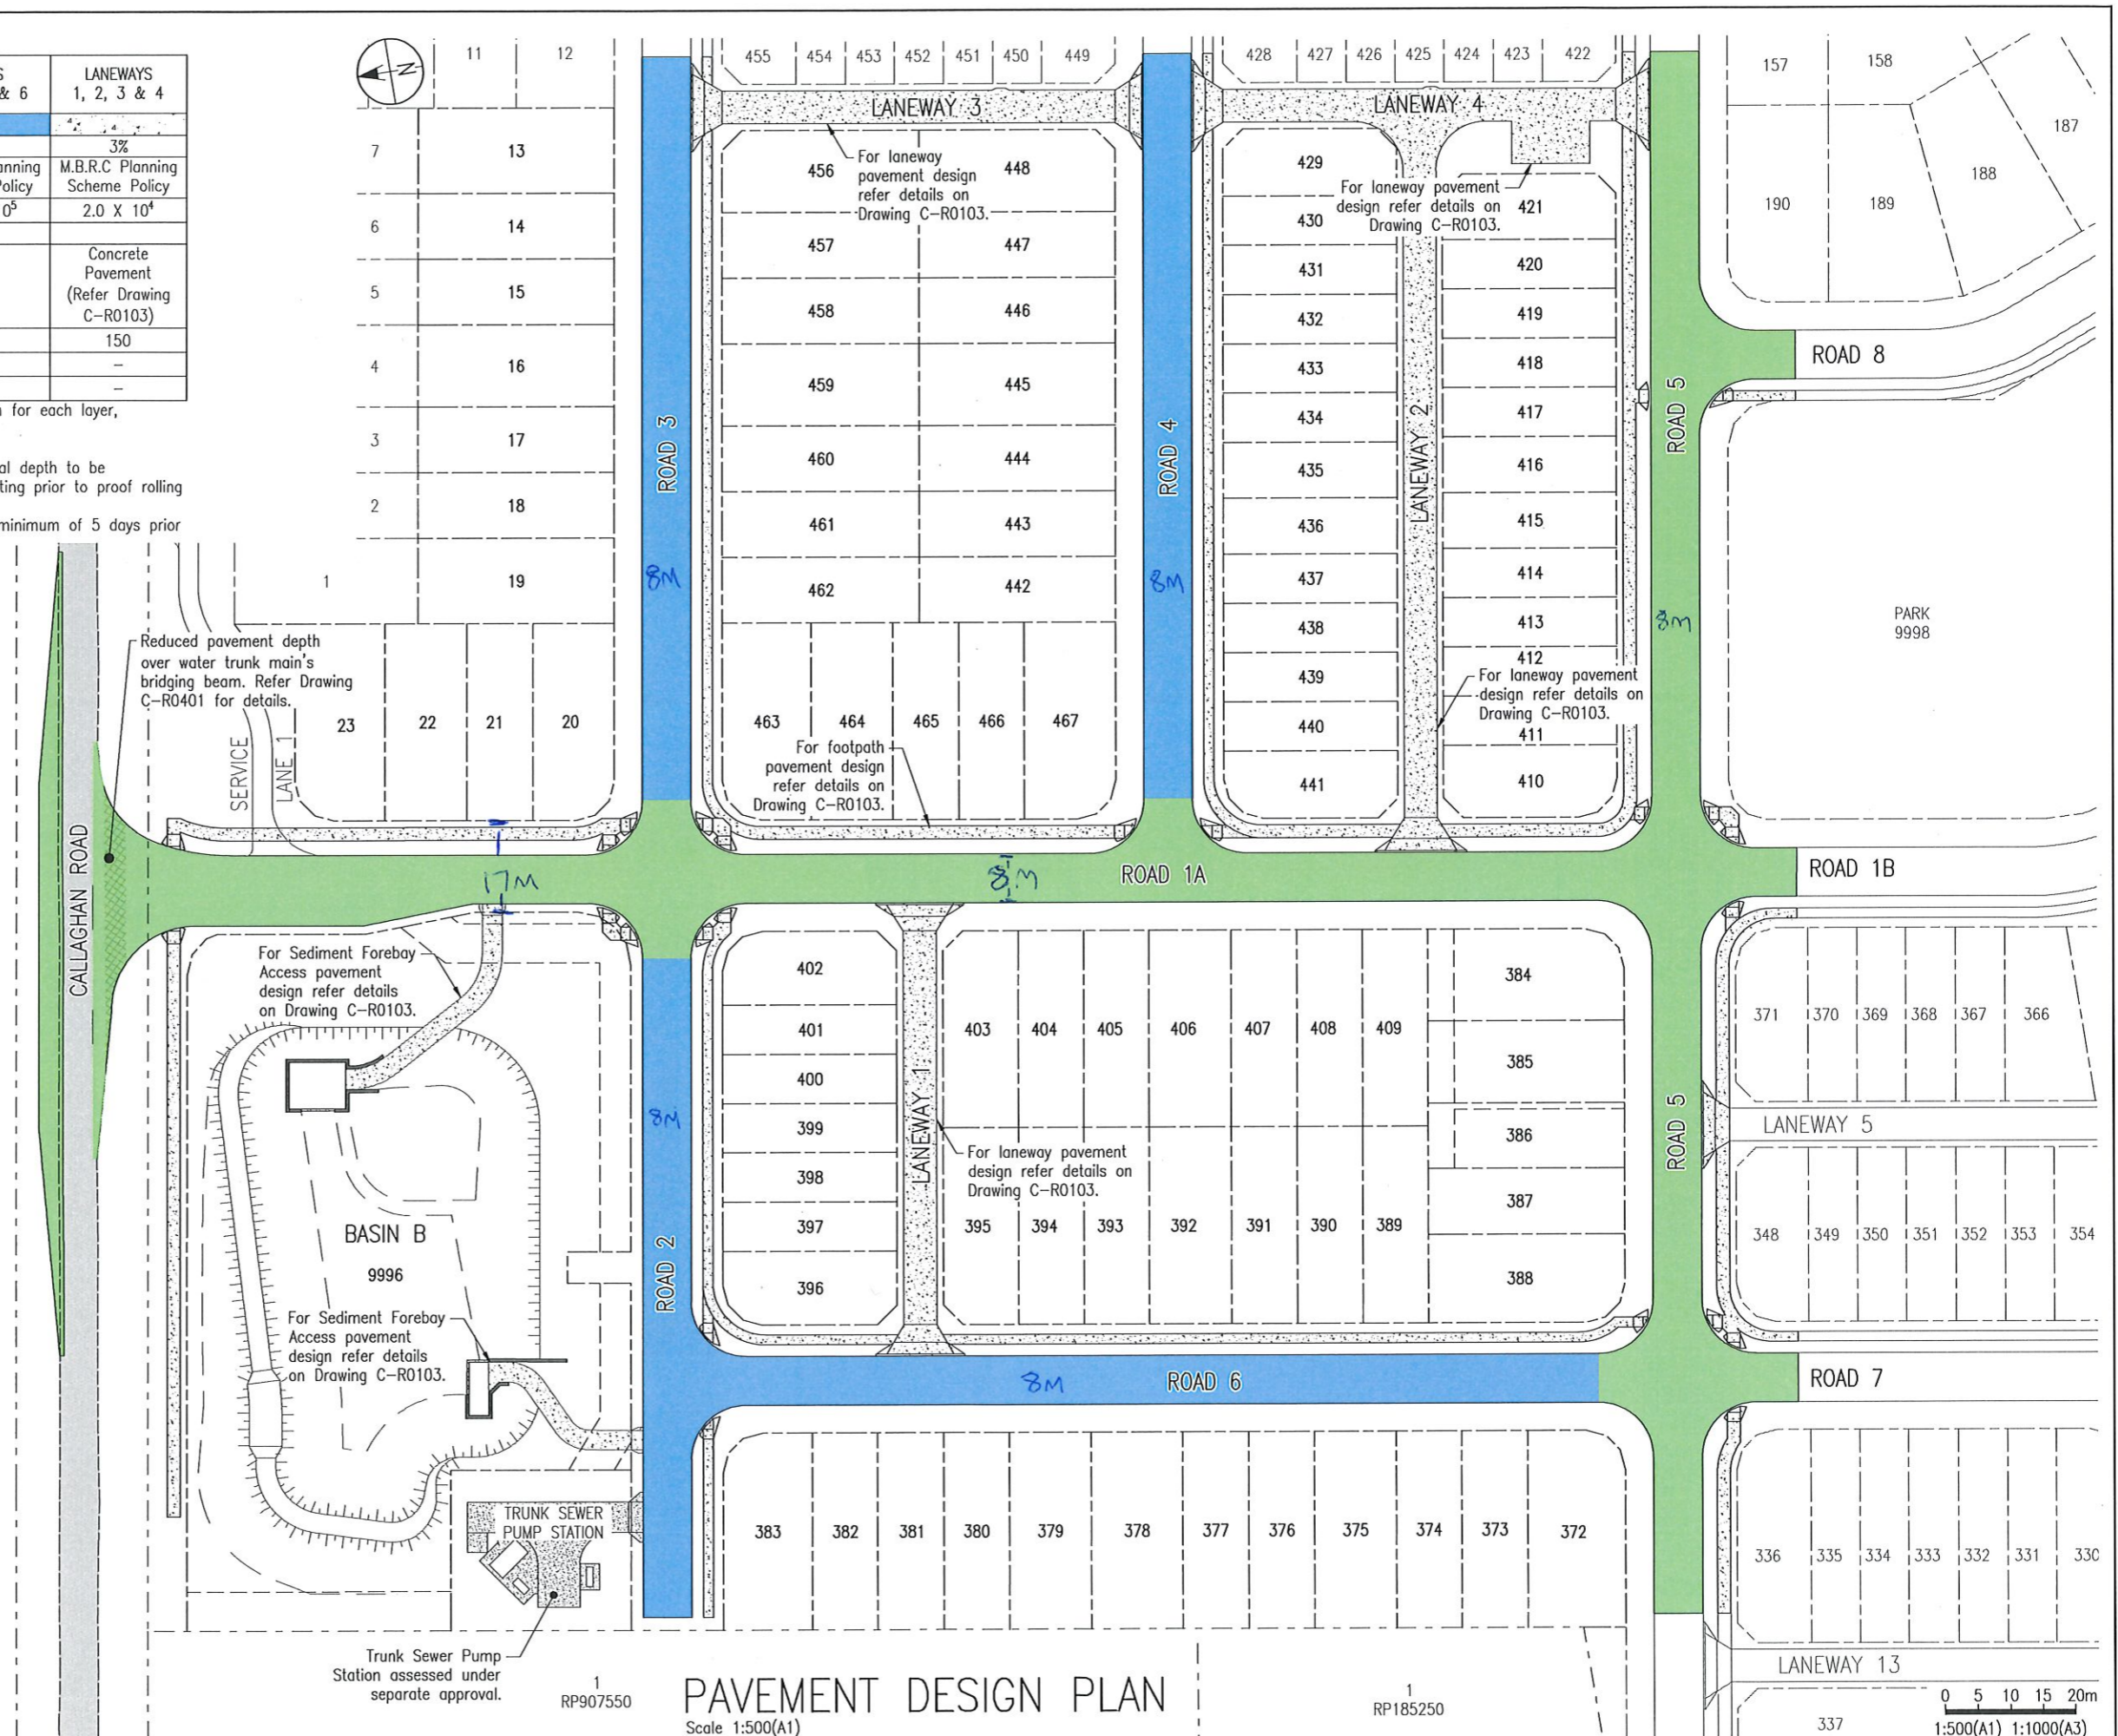 S
& 6
LANEWAYS
1, 2, 3 & 4
3%
anning
Policy
M.B.R.C Planning
Scheme Policy
0⁵
2.0 X 10⁴
Concrete
Pavement
(Refer Drawing
C-R0103)
150
-
-
for each layer,
al depth to be
ting prior to proof rolling
minimum of 5 days prior
N
11
12
7
13
6
14
5
15
4
16
3
17
2
18
1
19
23
22
21
20
455
454
453
452
451
450
449
LANEWAY 3
428
427
426
425
424
423
422
LANEWAY 4
157
158
187
188
190
189
456
448
For laneway
pavement design
refer details on
Drawing C-R0103.
457
447
458
446
459
445
460
444
461
443
462
442
463
464
465
466
467
For footpath
pavement design
refer details on
Drawing C-R0103.
429
430
431
432
433
434
435
436
437
438
439
440
441
For laneway pavement
design refer details on
Drawing C-R0103.
421
420
419
418
417
416
415
414
413
412
For laneway pavement
design refer details on
Drawing C-R0103.
411
410
LANEWAY 2
ROAD 3
8M
ROAD 4
8M
ROAD 5
8M
ROAD 8
PARK
9998
Reduced pavement depth
over water trunk main's
bridging beam. Refer Drawing
C-R0401 for details.
SERVICE
LANE 1
CALLAGHAN ROAD
17M
8M
ROAD 1A
ROAD 1B
For Sediment Forebay
Access pavement
design refer details
on Drawing C-R0103.
BASIN B
9996
For Sediment Forebay
Access pavement
design refer details
on Drawing C-R0103.
8M
ROAD 2
402
401
400
399
398
397
396
LANEWAY 1
403
404
405
406
407
408
409
For laneway pavement
design refer details on
Drawing C-R0103.
395
394
393
392
391
390
389
384
385
386
387
388
ROAD 5
371
370
369
368
367
366
LANEWAY 5
348
349
350
351
352
353
354
8M
ROAD 6
ROAD 7
383
382
381
380
379
378
377
376
375
374
373
372
336
335
334
333
332
331
330
TRUNK SEWER
PUMP STATION
Trunk Sewer Pump
Station assessed under
separate approval.
1
RP907550
PAVEMENT DESIGN PLAN
Scale 1:500(A1)
1
RP185250
LANEWAY 13
337
0 5 10 15 20m
1:500(A1) 1:1000(A3)